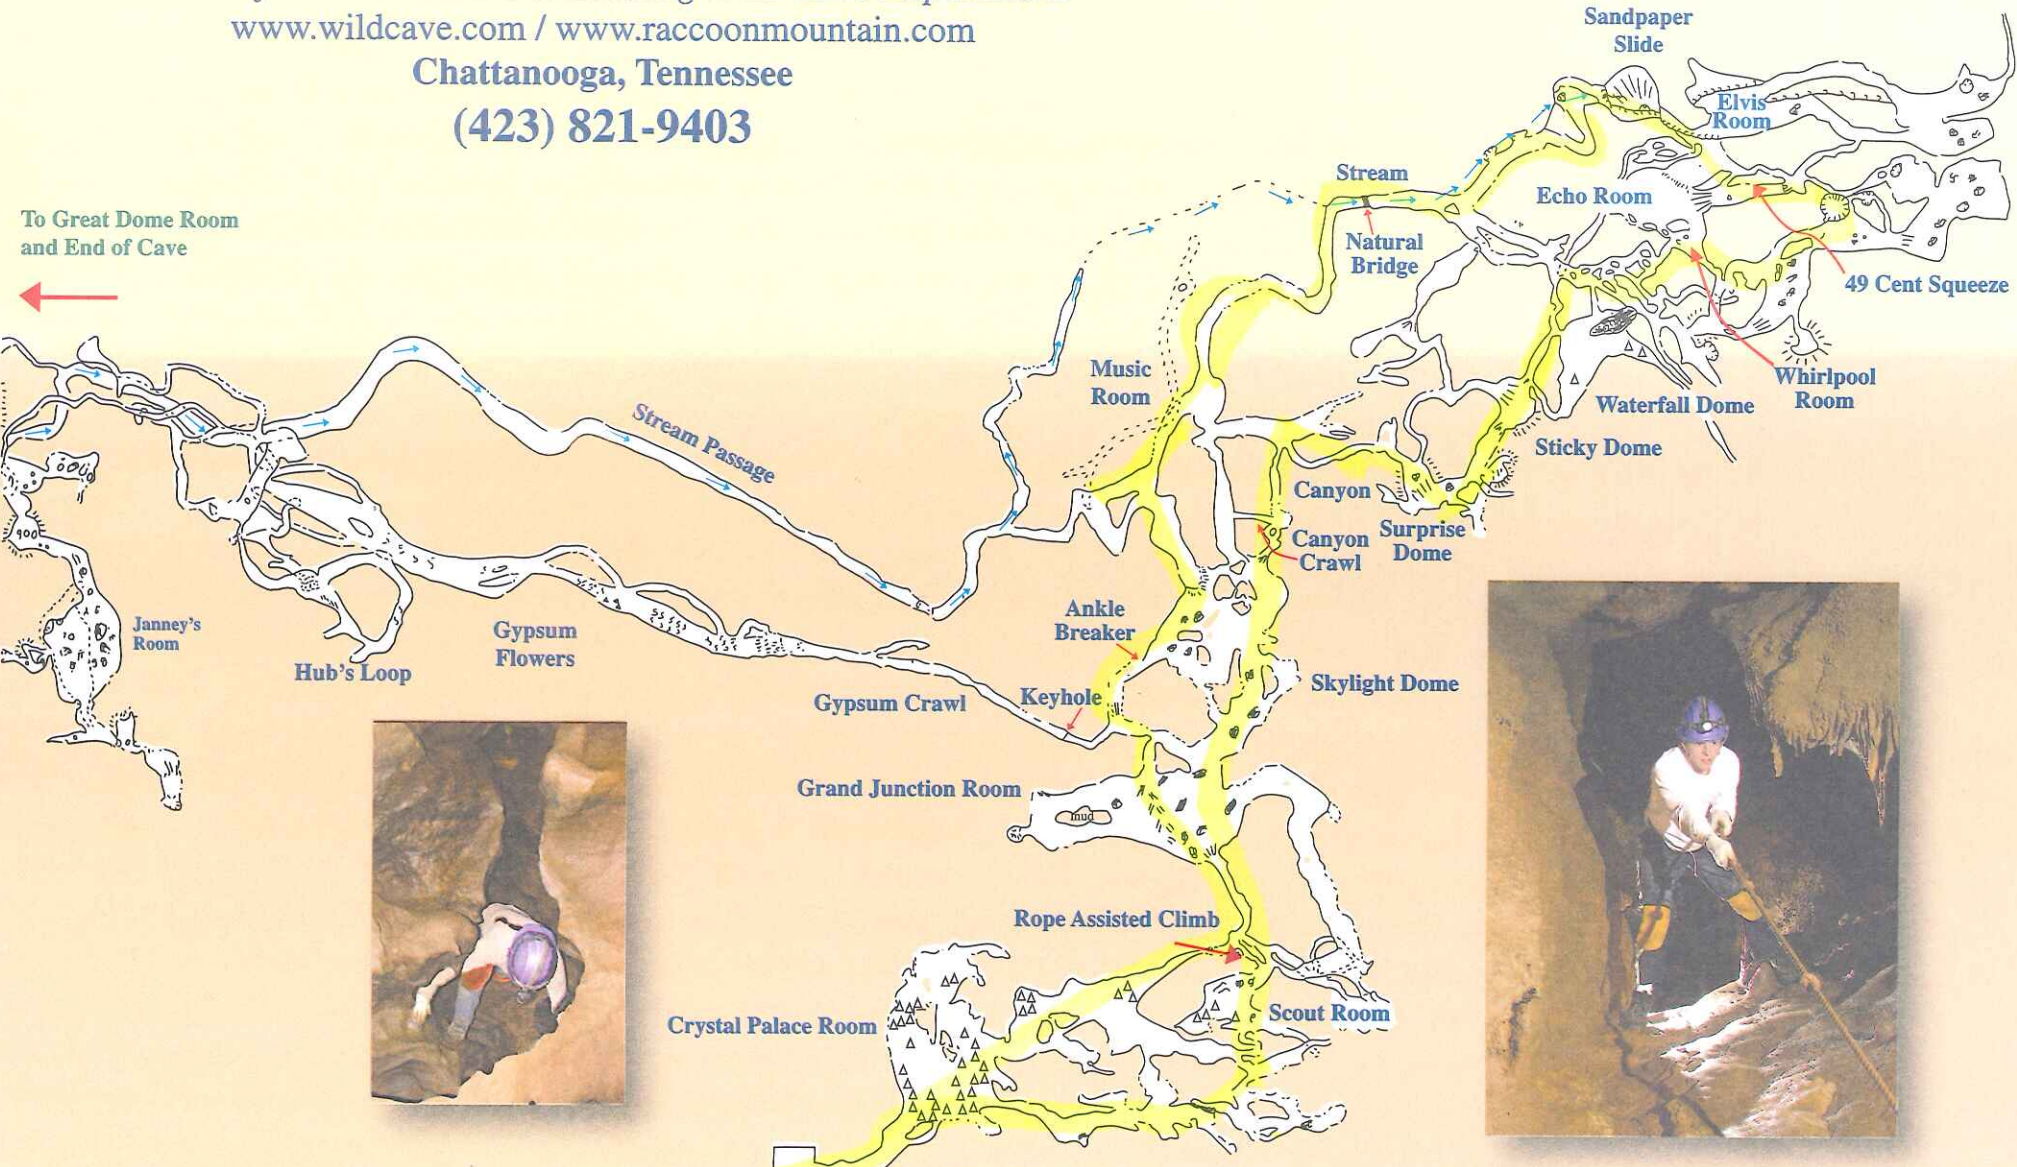 www.wildcave.com / www.raccoonmountain.com
Chattanooga, Tennessee
(423) 821-9403
Sandpaper
Slide
Elvis
Room
Stream
Echo Room
Natural
Bridge
49 Cent Squeeze
To Great Dome Room
and End of Cave
Music
Room
Whirlpool
Room
Waterfall Dome
Sticky Dome
Stream Passage
Canyon
Canyon
Crawl
Surprise
Dome
Ankle
Breaker
Janney's
Room
Gypsum
Flowers
Hub's Loop
Gypsum Crawl
Keyhole
Skylight Dome
Grand Junction Room
mud
Rope Assisted Climb
Crystal Palace Room
Scout Room